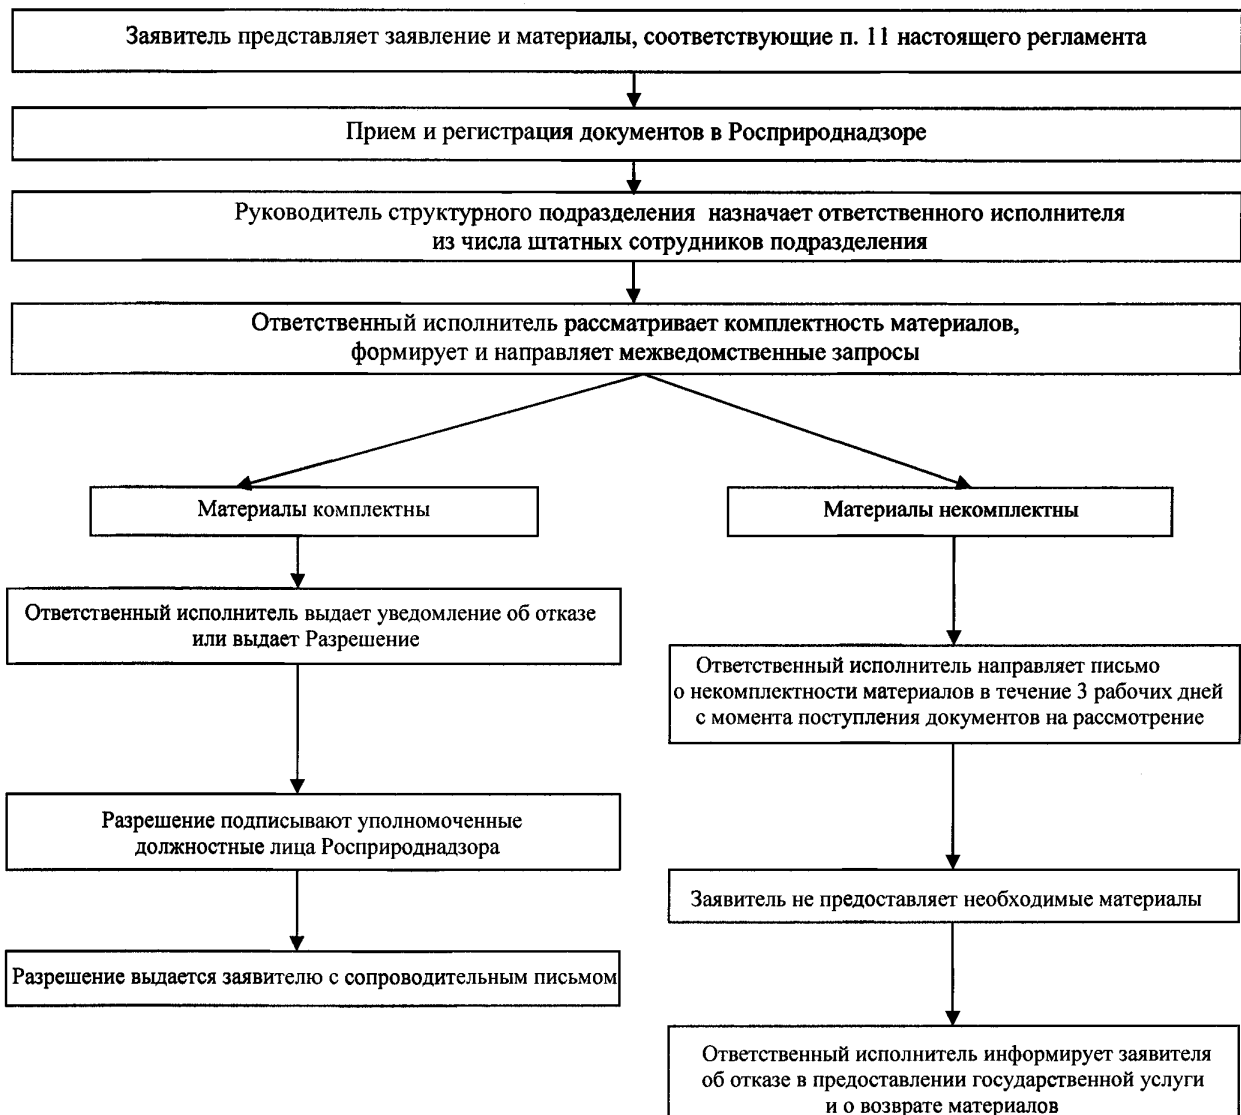 Заявитель представляет заявление и материалы, соответствующие п. 11 настоящего регламента
Прием и регистрация документов в Росприроднадзоре
Руководитель структурного подразделения назначает ответственного исполнителя
из числа штатных сотрудников подразделения
Ответственный исполнитель рассматривает комплектность материалов,
формирует и направляет межведомственные запросы
Материалы комплектны
Ответственный исполнитель выдает уведомление об отказе
или выдает Разрешение
Разрешение подписывают уполномоченные
должностные лица Росприроднадзора
Разрешение выдается заявителю с сопроводительным письмом
Материалы некомплектны
Ответственный исполнитель направляет письмо
о некомплектности материалов в течение 3 рабочих дней
с момента поступления документов на рассмотрение
Заявитель не предоставляет необходимые материалы
Ответственный исполнитель информирует заявителя
об отказе в предоставлении государственной услуги
и о возврате материалов